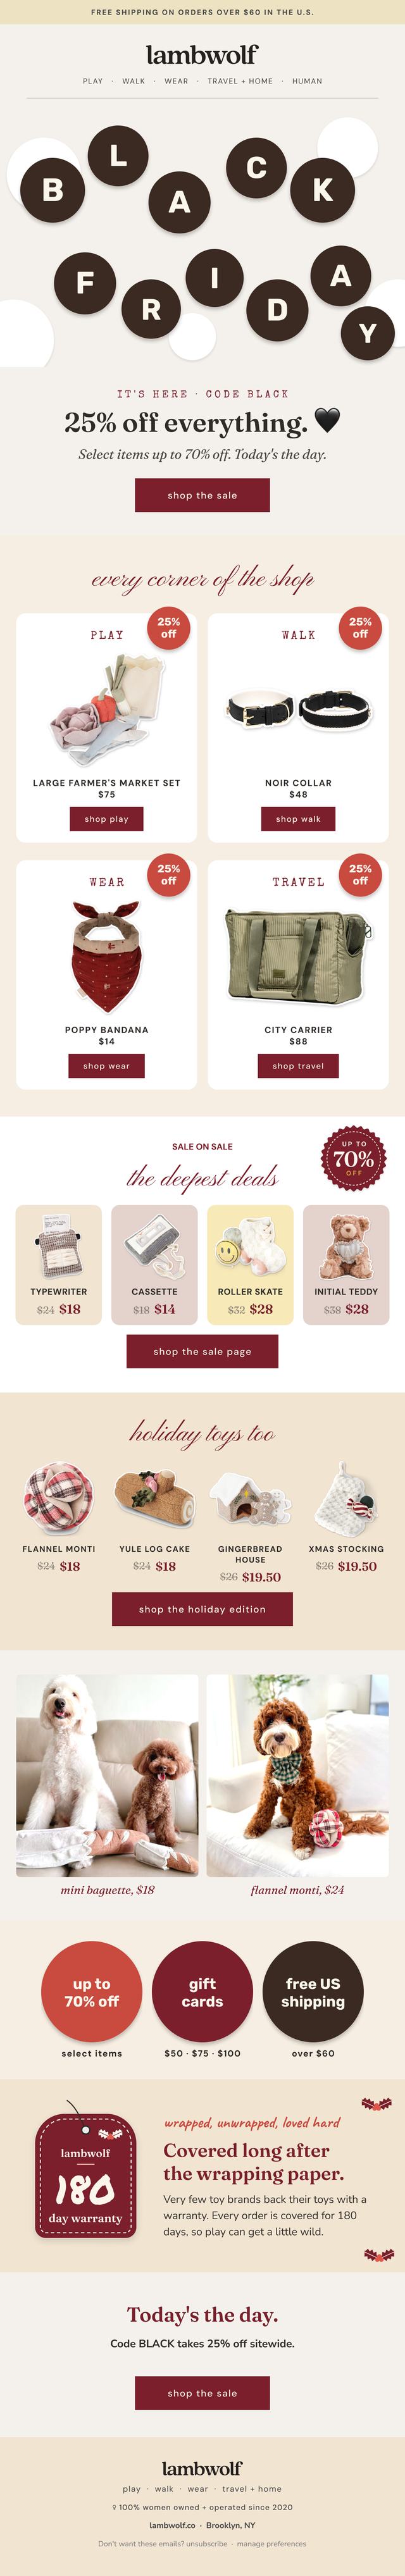 FREE SHIPPING ON ORDERS OVER $60 IN THE U.S.
lambwolf
PLAY · WALK · WEAR · TRAVEL + HOME · HUMAN
BLACK
FRIDAY
IT'S HERE · CODE BLACK
25% off everything. 🖤
Select items up to 70% off. Today's the day.
shop the sale
every corner of the shop
25%
off
PLAY
LARGE FARMER'S MARKET SET
$75
shop play
25%
off
WALK
NOIR COLLAR
$48
shop walk
25%
off
WEAR
POPPY BANDANA
$14
shop wear
25%
off
TRAVEL
CITY CARRIER
$88
shop travel
SALE ON SALE
the deepest deals
UP TO
70%
OFF
TYPEWRITER
$24 $18
CASSETTE
$18 $14
ROLLER SKATE
$32 $28
INITIAL TEDDY
$38 $28
shop the sale page
holiday toys too
FLANNEL MONTI
$24 $18
YULE LOG CAKE
$24 $18
GINGERBREAD
HOUSE
$26 $19.50
XMAS STOCKING
$26 $19.50
shop the holiday edition
mini baguette, $18
flannel monti, $24
up to
70% off
select items
gift
cards
$50 · $75 · $100
free US
shipping
over $60
lambwolf
180
day warranty
wrapped, unwrapped, loved hard
Covered long after
the wrapping paper.
Very few toy brands back their toys with a
warranty. Every order is covered for 180
days, so play can get a little wild.
Today's the day.
Code BLACK takes 25% off sitewide.
shop the sale
lambwolf
play · walk · wear · travel + home
♀ 100% women owned + operated since 2020
lambwolf.co · Brooklyn, NY
Don't want these emails? unsubscribe · manage preferences